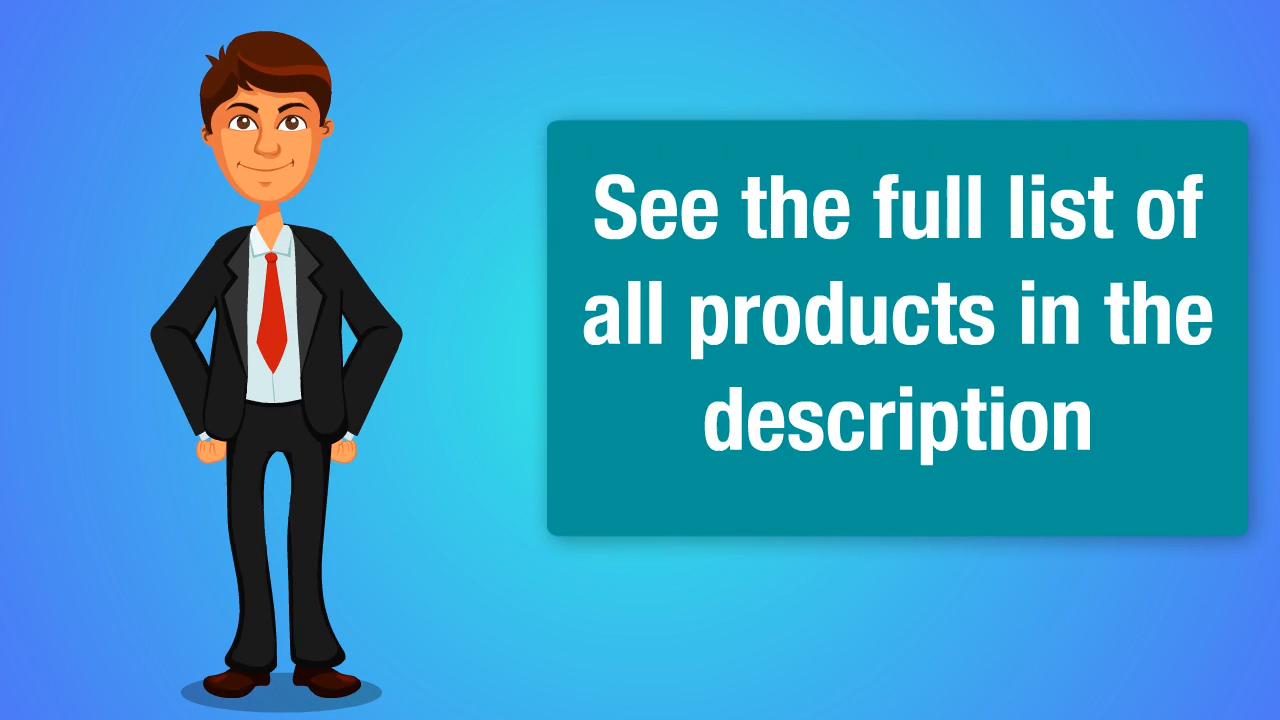 See the full list of
all products in the
description